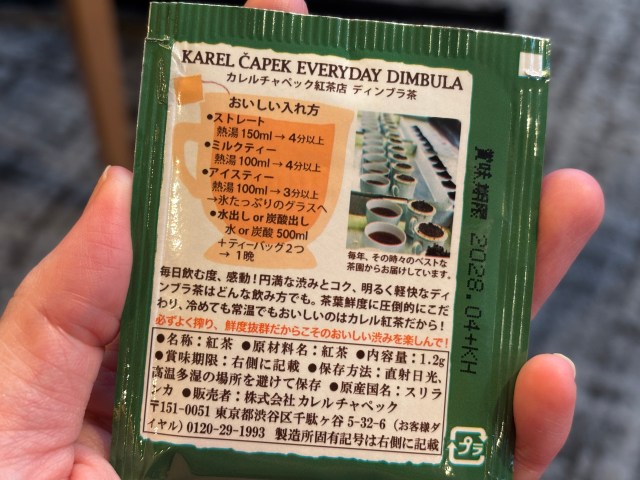 KAREL ČAPEK EVERYDAY DIMBULA
カレルチャペック紅茶店 ディンブラ茶
おいしい入れ方
●ストレート
熱湯150ml→4分以上
●ミルクティー
熱湯100ml→4分以上
●アイスティー
熱湯100ml→3分以上
→氷たっぷりのグラスへ
●水出し or 炭酸出し
水 or 炭酸 500ml
＋ティーバッグ2つ
→1晩
毎年、その時々のベストな
茶園からお届けしています。
毎日飲む度、感動！円満な渋みとコク、明るく軽快なディ
ンブラ茶はどんな飲み方でも。茶葉鮮度に圧倒的にこだ
わり、冷めても常温でもおいしいのはカレル紅茶だから！
必ずよく搾り、鮮度抜群だからこそのおいしい渋みを楽しんで！
●名称：紅茶 ●原材料名：紅茶 ●内容量：1.2g
●賞味期限：右側に記載 ●保存方法：直射日光、
高温多湿の場所を避けて保存 ●原産国名：スリラ
ンカ ●販売者：株式会社 カレルチャペック
〒151-0051 東京都渋谷区千駄ヶ谷 5-32-6（お客様ダ
イヤル）0120-29-1993 製造所固有記号は右側に記載
賞味期限 2028.04+KH
プラ